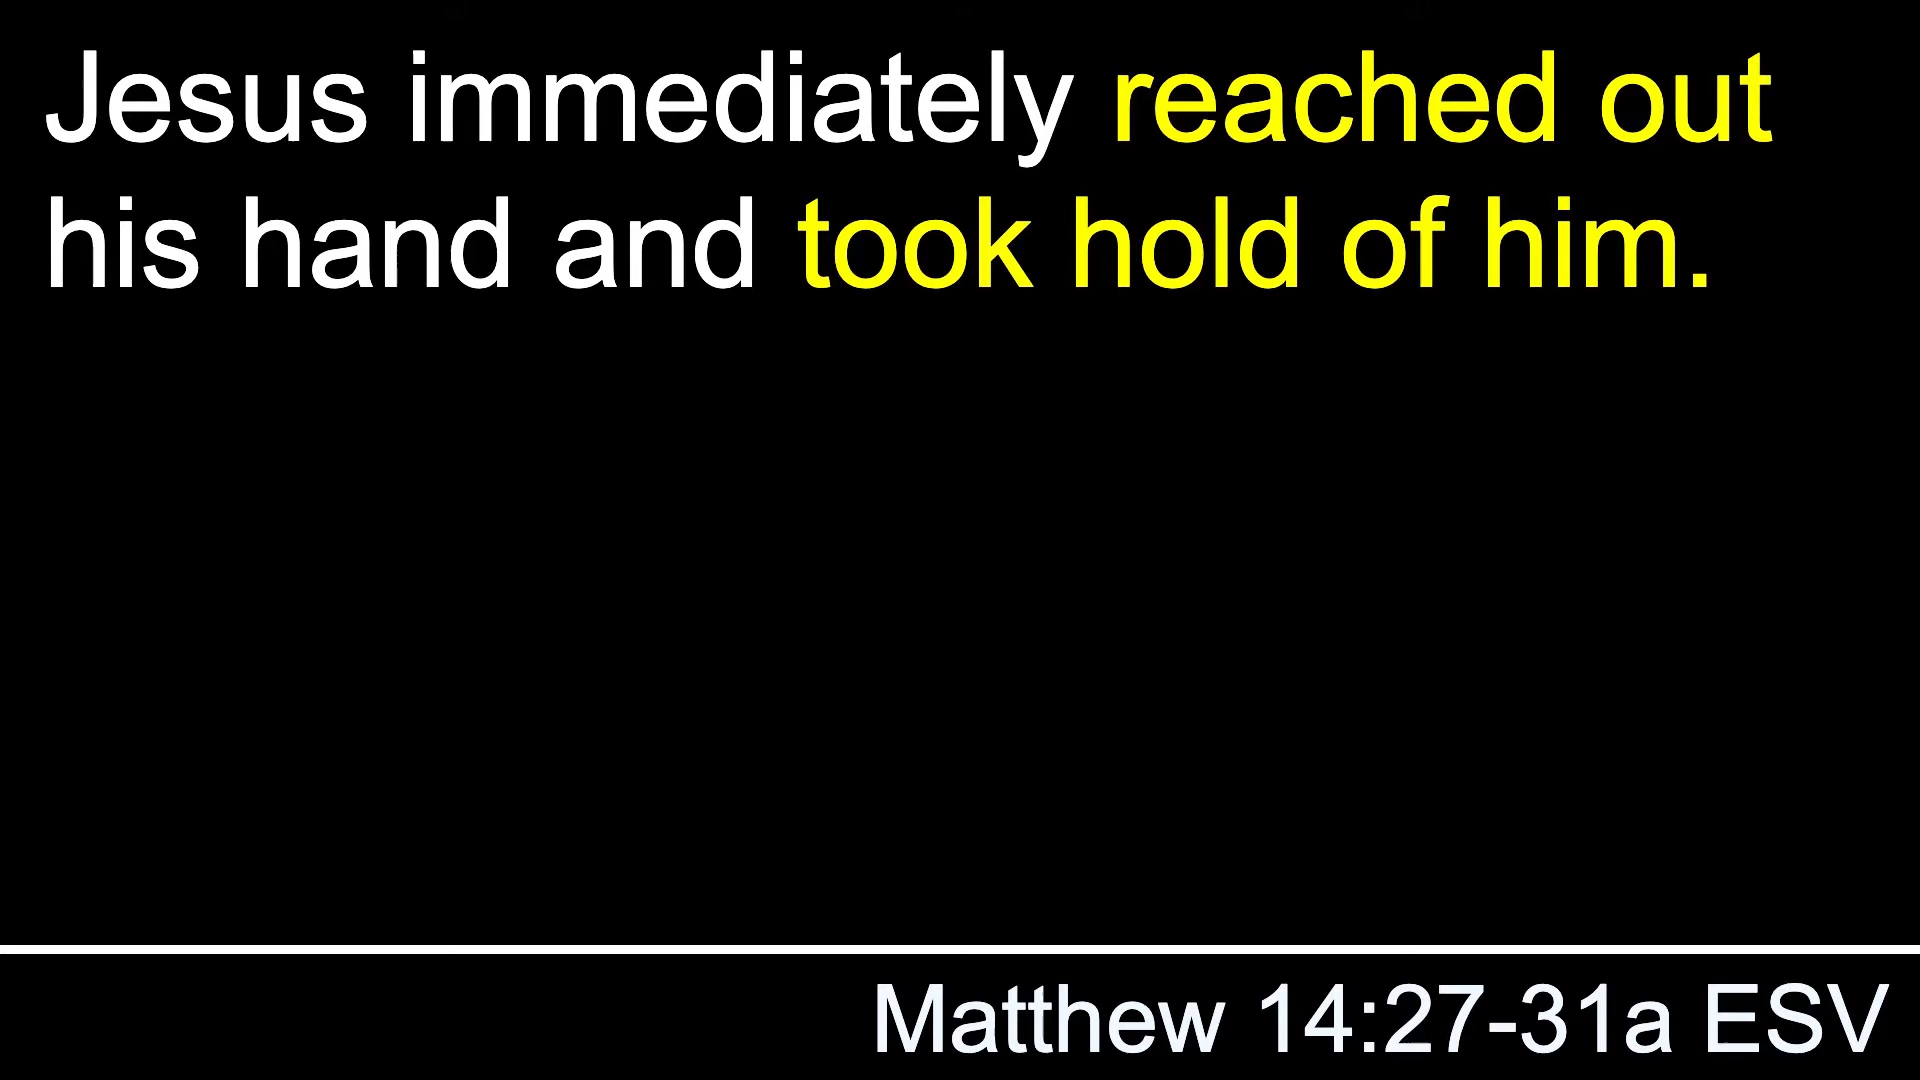 Jesus immediately reached out
his hand and took hold of him.
Matthew 14:27-31a ESV